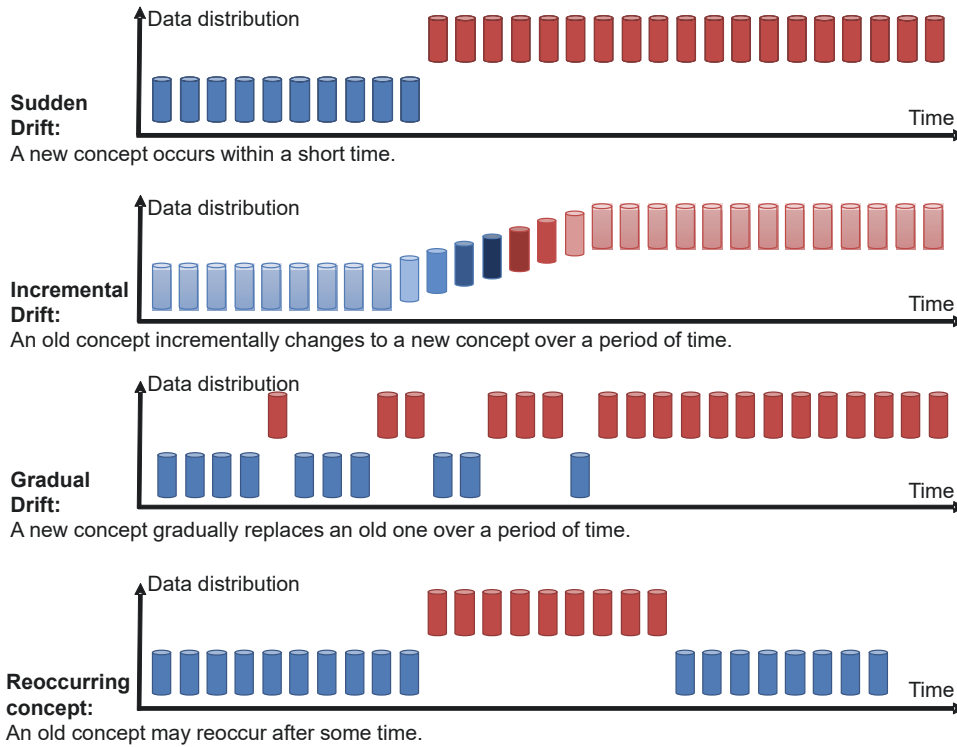 Data distribution
Sudden
Drift:
Time
A new concept occurs within a short time.
Data distribution
Incremental
Drift:
Time
An old concept incrementally changes to a new concept over a period of time.
Data distribution
Gradual
Drift:
Time
A new concept gradually replaces an old one over a period of time.
Data distribution
Reoccurring
concept:
Time
An old concept may reoccur after some time.